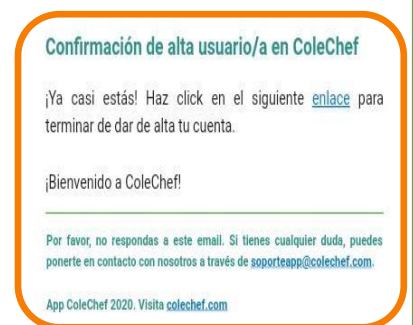 Confirmación de alta usuario/a en ColeChef
¡Ya casi estás! Haz click en el siguiente enlace para
terminar de dar de alta tu cuenta.
¡Bienvenido a ColeChef!
Por favor, no respondas a este email. Si tienes cualquier duda, puedes
ponerte en contacto con nosotros a través de soporteapp@colechef.com.
App ColeChef 2020. Visita colechef.com